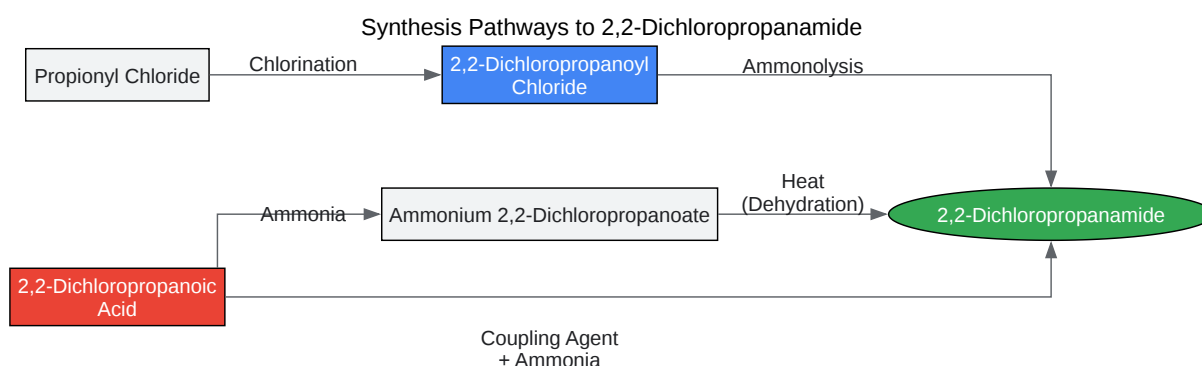 Synthesis Pathways to 2,2-Dichloropropanamide
Propionyl Chloride
Chlorination
2,2-Dichloropropanoyl
Chloride
Ammonolysis
Ammonia
Ammonium 2,2-Dichloropropanoate
Heat
(Dehydration)
2,2-Dichloropropanamide
2,2-Dichloropropanoic
Acid
Coupling Agent
+ Ammonia